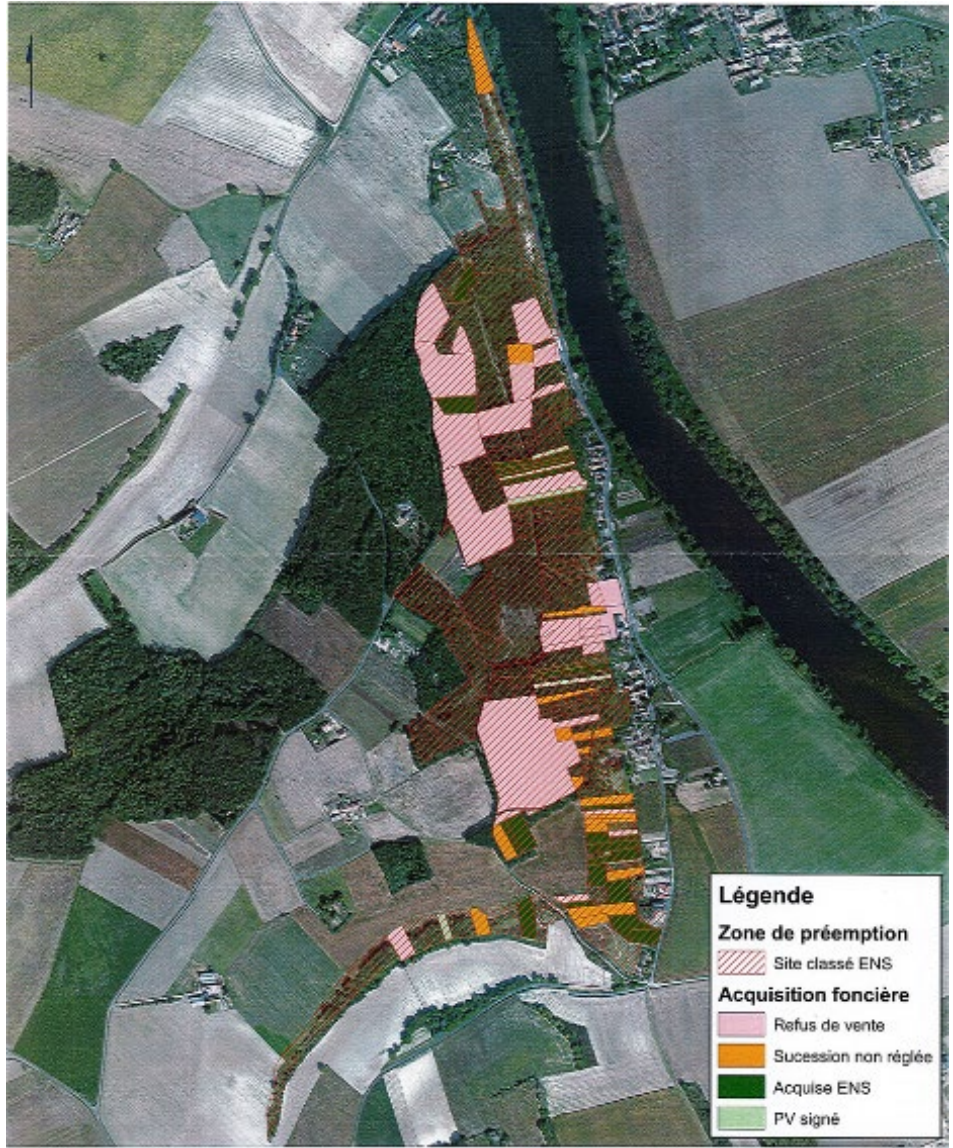 Légende
Zone de préemption
Site classé ENS
Acquisition foncière
Refus de vente
Sucession non réglée
Acquise ENS
PV signé